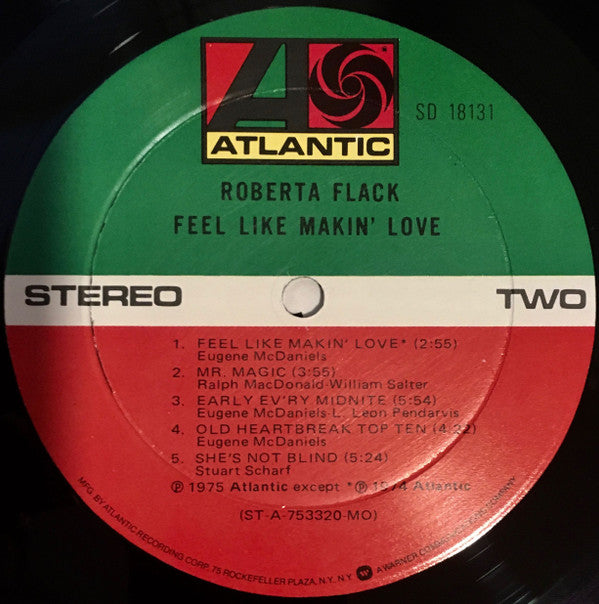 ATLANTIC
SD 18131
ROBERTA FLACK
FEEL LIKE MAKIN' LOVE
STEREO
TWO
1. FEEL LIKE MAKIN' LOVE* (2:55)
Eugene McDaniels
2. MR. MAGIC (3:55)
Ralph MacDonald-William Salter
3. EARLY EV'RY MIDNITE (5:54)
Eugene McDaniels-L. Leon Pendarvis
4. OLD HEARTBREAK TOP TEN (4:22)
Eugene McDaniels
5. SHE'S NOT BLIND (5:24)
Stuart Scharf
℗ 1975 Atlantic except *℗ 1974 Atlantic
(ST-A-753320-MO)
MFG. BY ATLANTIC RECORDING CORP. 75 ROCKEFELLER PLAZA, N.Y. N.Y. A WARNER COMMUNICATIONS COMPANY